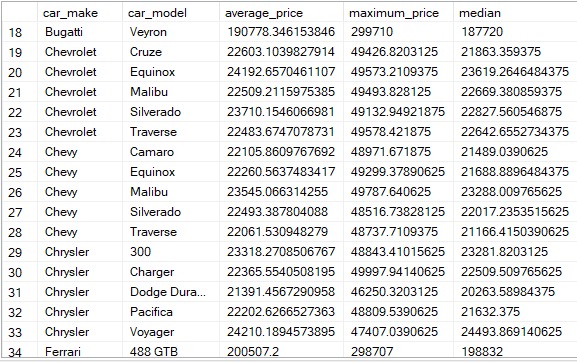 car_make car_model average_price maximum_price median
18 Bugatti Veyron 190778.346153846 299710 187720
19 Chevrolet Cruze 22603.1039827914 49426.8203125 21863.359375
20 Chevrolet Equinox 24192.6570461107 49573.2109375 23619.2646484375
21 Chevrolet Malibu 22509.2115975385 49493.828125 22669.380859375
22 Chevrolet Silverado 23710.1546066981 49132.94921875 22827.560546875
23 Chevrolet Traverse 22483.6747078731 49578.421875 22642.6552734375
24 Chevy Camaro 22105.8609767692 48971.671875 21489.0390625
25 Chevy Equinox 22260.5637483417 49299.37890625 21688.8896484375
26 Chevy Malibu 23545.066314255 49787.640625 23288.009765625
27 Chevy Silverado 22493.387804088 48516.73828125 22017.2353515625
28 Chevy Traverse 22061.530948279 48737.7109375 21166.4150390625
29 Chrysler 300 23318.2708506767 48843.41015625 23281.8203125
30 Chrysler Charger 22365.5540508195 49997.94140625 22509.509765625
31 Chrysler Dodge Dura... 21391.4567290958 46250.3203125 20263.58984375
32 Chrysler Pacifica 22202.6266527363 48809.5390625 21632.375
33 Chrysler Voyager 24210.1894573895 47407.0390625 24493.869140625
34 Ferrari 488 GTB 200507.2 298707 198832